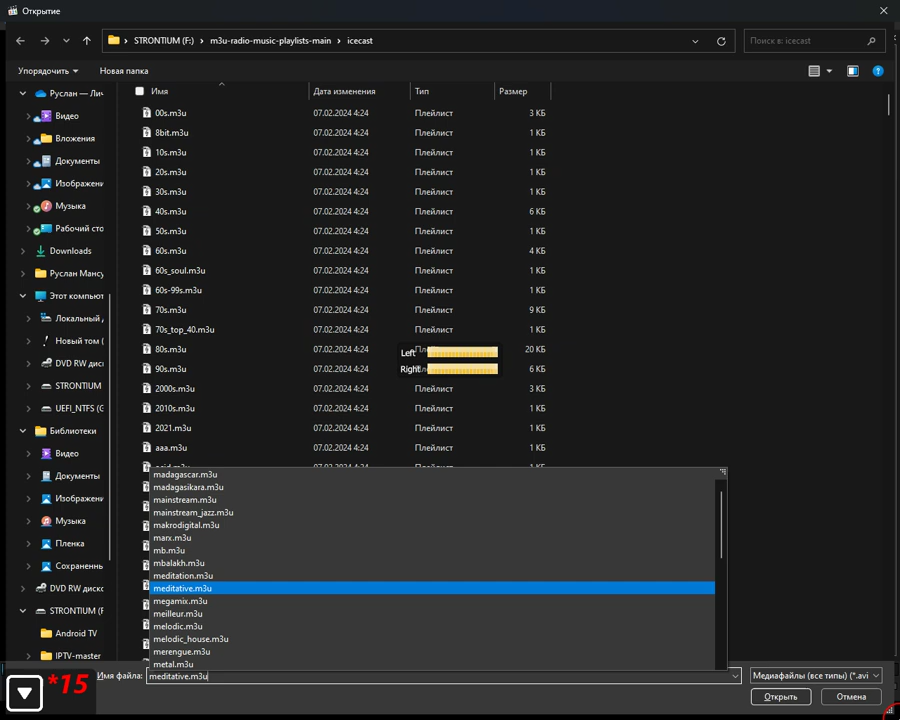 Открытие
STRONTIUM (F:) › m3u-radio-music-playlists-main › icecast
Поиск в: icecast
Упорядочить
Новая папка
?
Имя Дата изменения Тип Размер
Руслан — Лич
Видео
Вложения
Документы
Изображени
Музыка
Рабочий сто
Downloads
Руслан Мансу
Этот компьют
Локальный д
Новый том (
DVD RW дис
STRONTIUM
UEFI_NTFS (G
Библиотеки
Видео
Документы
Изображени
Музыка
Пленка
Сохраненны
DVD RW диско
STRONTIUM (F
Android TV
IPTV-master
00s.m3u 07.02.2024 4:24 Плейлист 3 КБ
8bit.m3u 07.02.2024 4:24 Плейлист 1 КБ
10s.m3u 07.02.2024 4:24 Плейлист 1 КБ
20s.m3u 07.02.2024 4:24 Плейлист 1 КБ
30s.m3u 07.02.2024 4:24 Плейлист 1 КБ
40s.m3u 07.02.2024 4:24 Плейлист 6 КБ
50s.m3u 07.02.2024 4:24 Плейлист 1 КБ
60s.m3u 07.02.2024 4:24 Плейлист 4 КБ
60s_soul.m3u 07.02.2024 4:24 Плейлист 1 КБ
60s-99s.m3u 07.02.2024 4:24 Плейлист 1 КБ
70s.m3u 07.02.2024 4:24 Плейлист 9 КБ
70s_top_40.m3u 07.02.2024 4:24 Плейлист 1 КБ
80s.m3u 07.02.2024 4:24 20 КБ
Left
90s.m3u 07.02.2024 4:24 6 КБ
Right
2000s.m3u 07.02.2024 4:24 Плейлист 3 КБ
2010s.m3u 07.02.2024 4:24 Плейлист 1 КБ
2021.m3u 07.02.2024 4:24 Плейлист 1 КБ
aaa.m3u 07.02.2024 4:24 Плейлист 1 КБ
acid.m3u 07.02.2024 4:24 Плейлист 1 КБ
madagascar.m3u
madagasikara.m3u
mainstream.m3u
mainstream_jazz.m3u
makrodigital.m3u
marx.m3u
mb.m3u
mbalakh.m3u
meditation.m3u
meditative.m3u
megamix.m3u
meilleur.m3u
melodic.m3u
melodic_house.m3u
merengue.m3u
metal.m3u
*15
Имя файла: meditative.m3u
Медиафайлы (все типы) (*.avi
Открыть Отмена